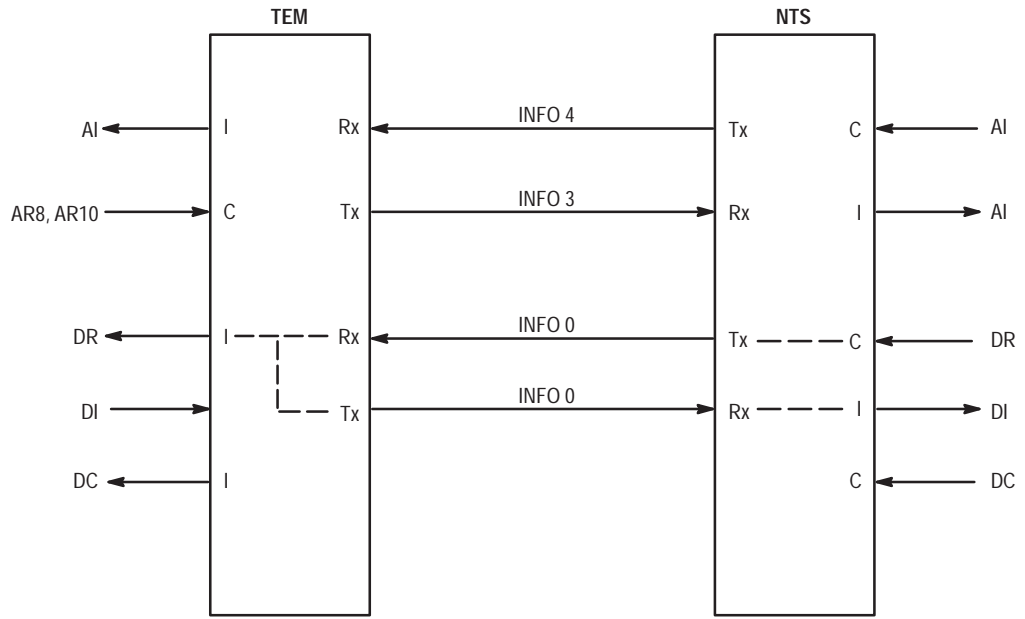 TEM NTS
AI I Rx INFO 4 Tx C AI
AR8, AR10 C Tx INFO 3 Rx I AI
DR I Rx INFO 0 Tx C DR
DI Tx INFO 0 Rx I DI
DC I C DC